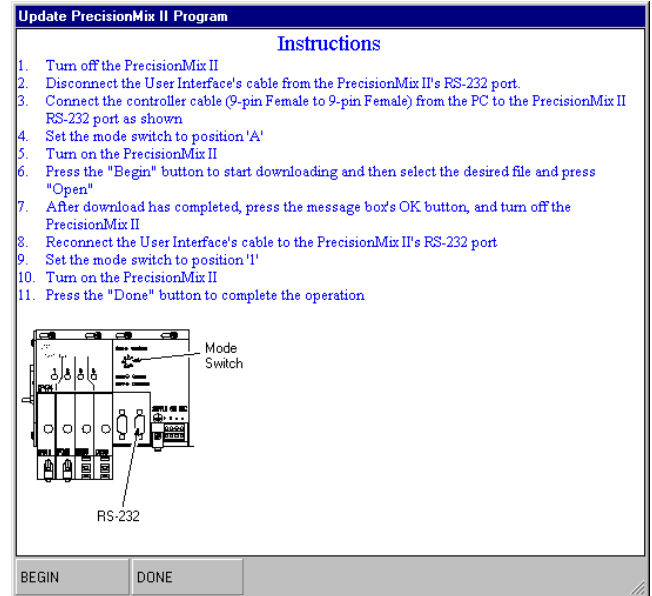 Update PrecisionMix II Program
Instructions
1. Turn off the PrecisionMix II
2. Disconnect the User Interface's cable from the PrecisionMix II's RS-232 port.
3. Connect the controller cable (9-pin Female to 9-pin Female) from the PC to the PrecisionMix II
RS-232 port as shown
4. Set the mode switch to position 'A'
5. Turn on the PrecisionMix II
6. Press the "Begin" button to start downloading and then select the desired file and press
"Open"
7. After download has completed, press the message box's OK button, and turn off the
PrecisionMix II
8. Reconnect the User Interface's cable to the PrecisionMix II's RS-232 port
9. Set the mode switch to position '1'
10. Turn on the PrecisionMix II
11. Press the "Done" button to complete the operation
Mode
Switch
RS-232
BEGIN
DONE